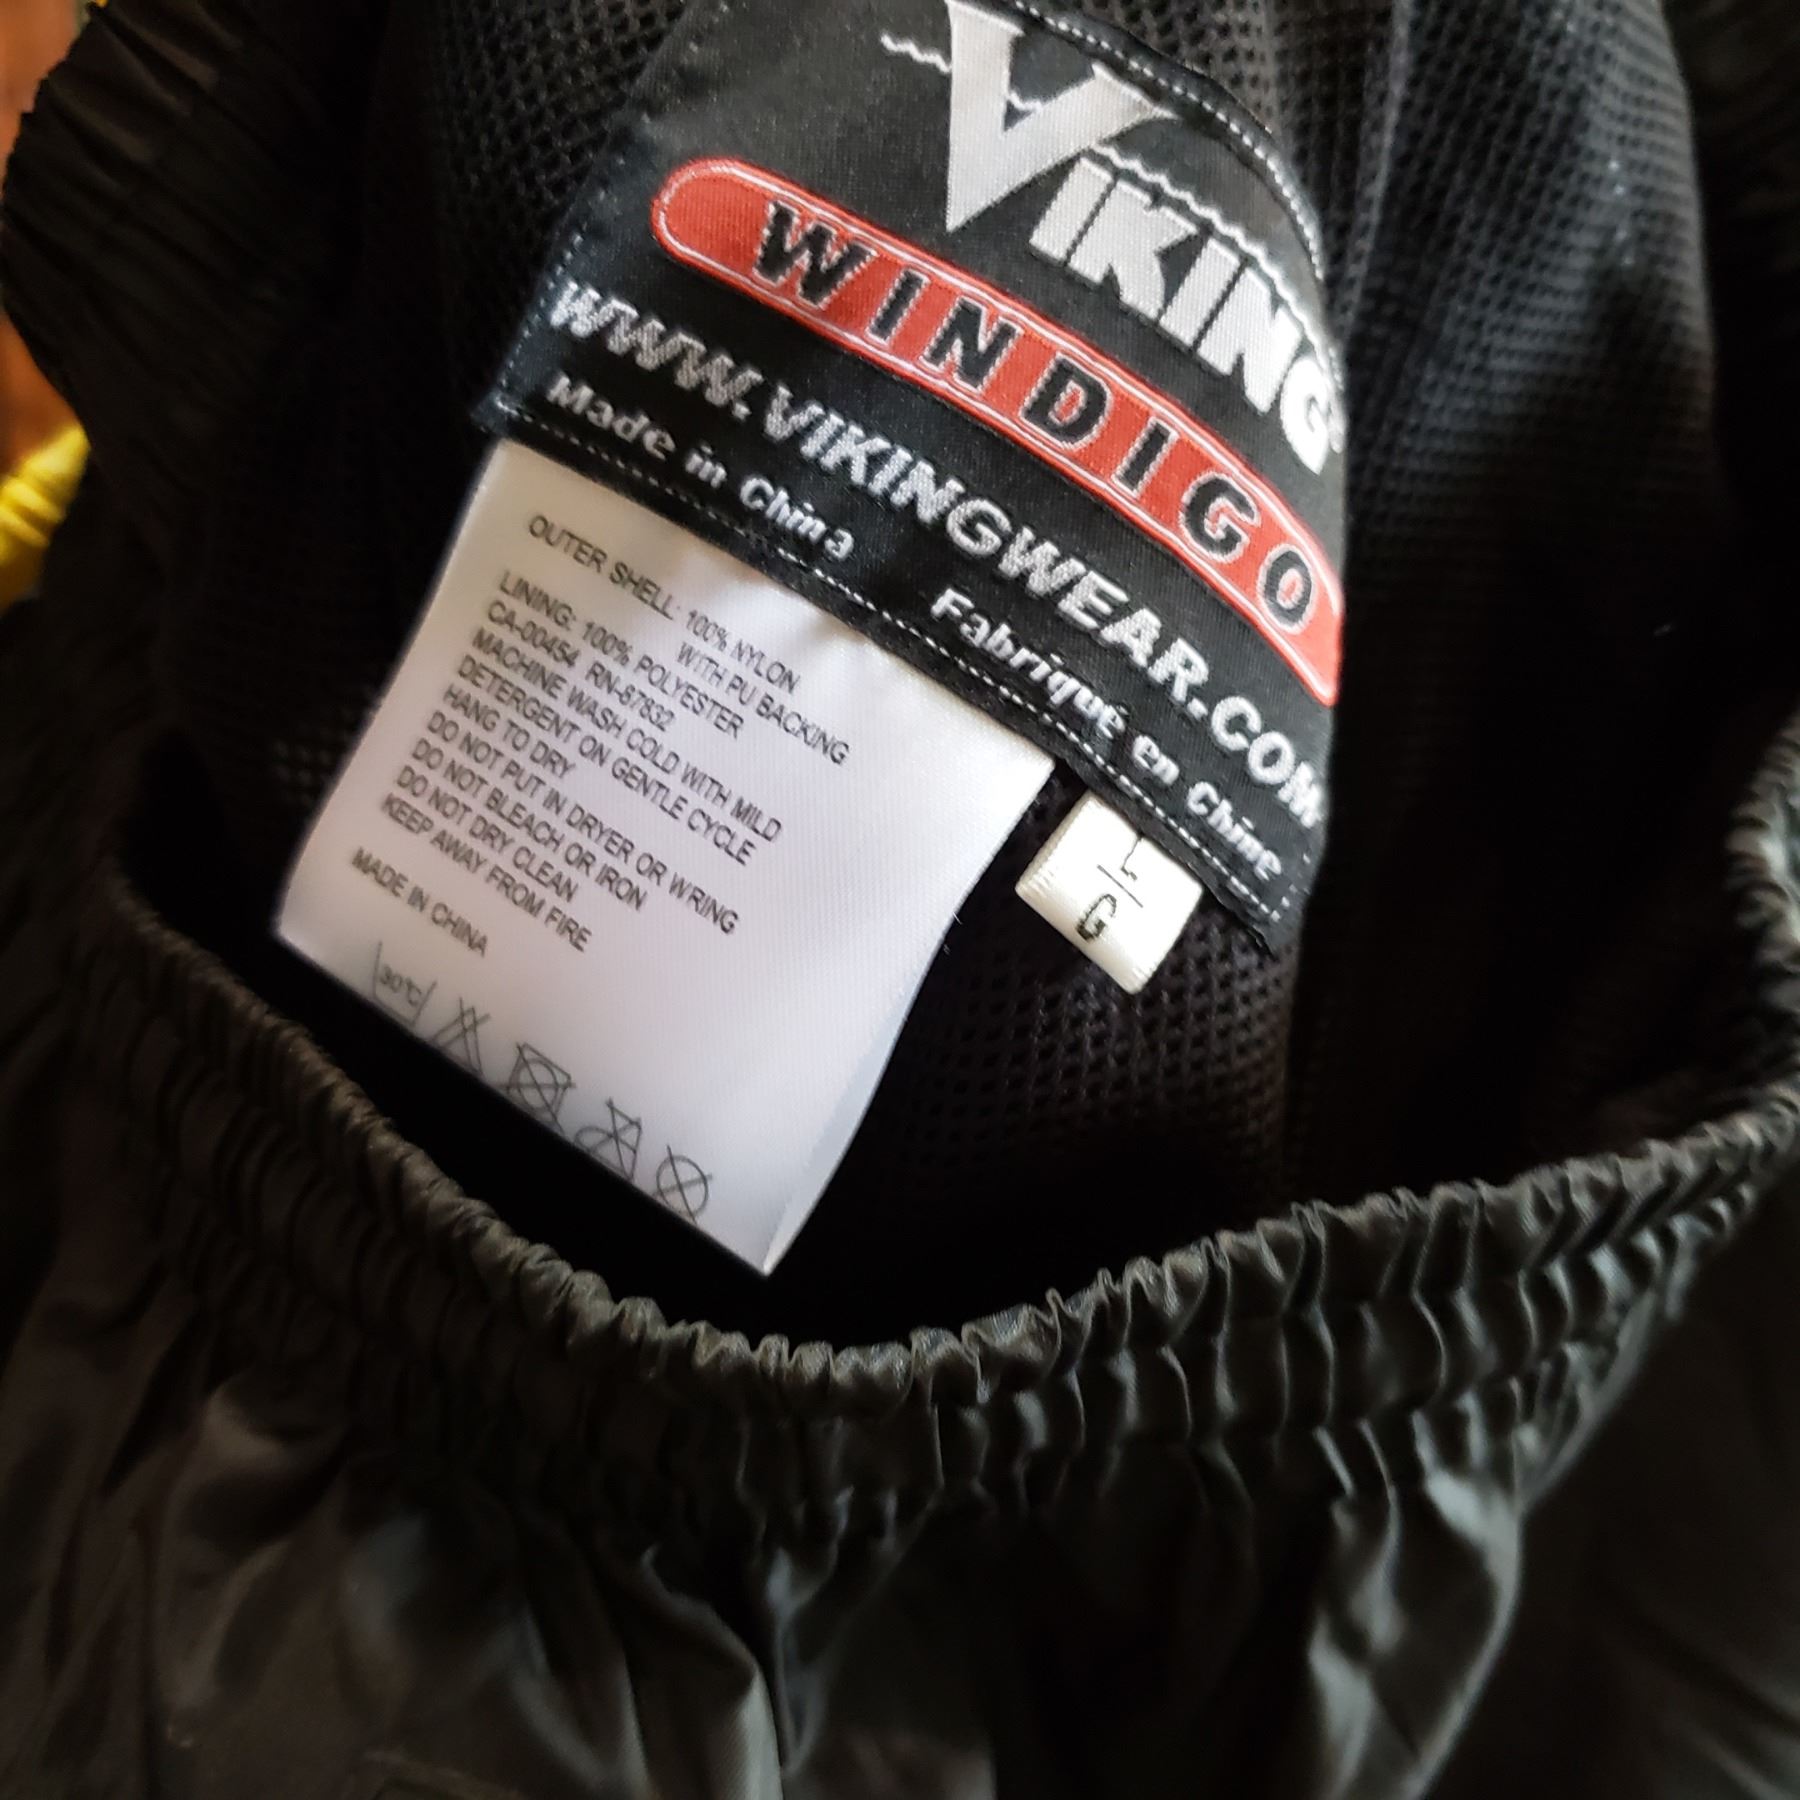 VIKING®
WINDIGO
WWW.VIKINGWEAR.COM
Made in China Fabriqué en Chine
OUTER SHELL: 100% NYLON
WITH PU BACKING
LINING: 100% POLYESTER
CA-00454 RN-87832
MACHINE WASH COLD WITH MILD
DETERGENT ON GENTLE CYCLE
HANG TO DRY
DO NOT PUT IN DRYER OR WRING
DO NOT BLEACH OR IRON
DO NOT DRY CLEAN
KEEP AWAY FROM FIRE
MADE IN CHINA
30°C
L
G